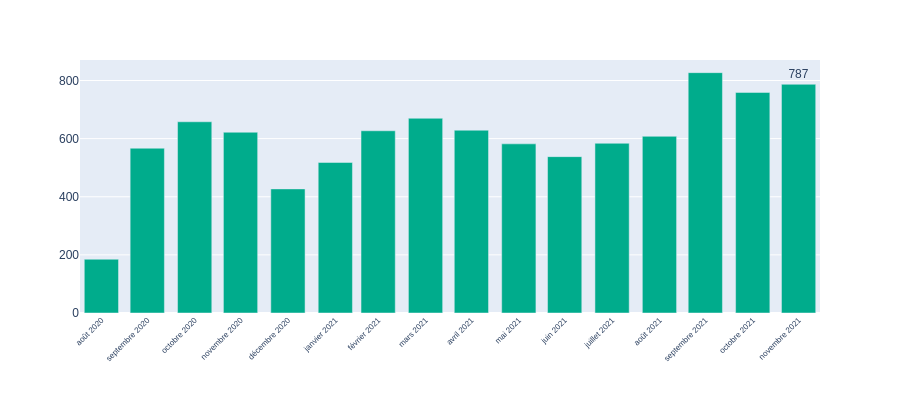 787
800
600
400
200
0
août 2020
septembre 2020
octobre 2020
novembre 2020
décembre 2020
janvier 2021
février 2021
mars 2021
avril 2021
mai 2021
juin 2021
juillet 2021
août 2021
septembre 2021
octobre 2021
novembre 2021